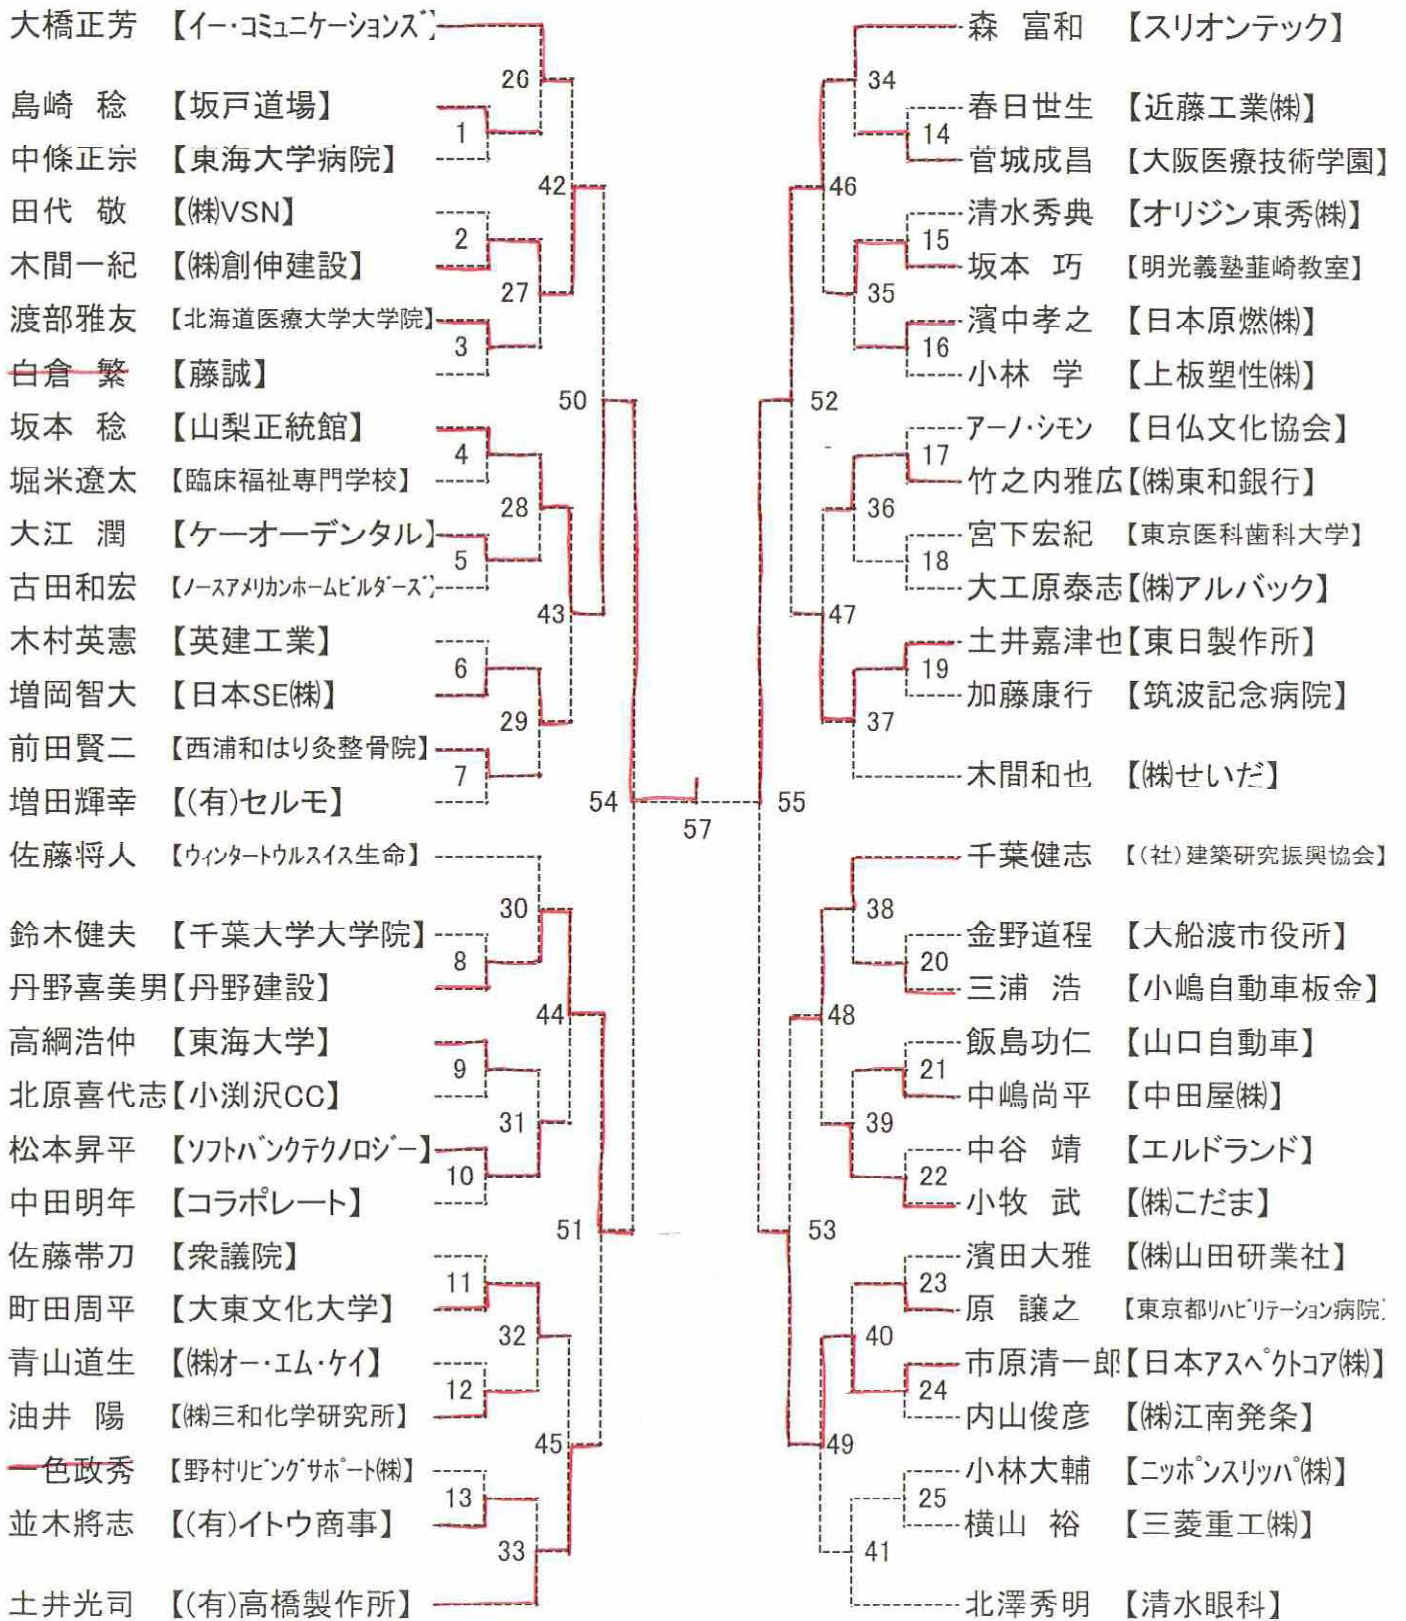 大橋正芳 【イー・コミュニケーションズ】
島崎 稔 【坂戸道場】
中條正宗 【東海大学病院】
田代 敬 【㈱VSN】
木間一紀 【㈱創伸建設】
渡部雅友 【北海道医療大学大学院】
白倉 繁 【藤誠】
坂本 稔 【山梨正統館】
堀米遼太 【臨床福祉専門学校】
大江 潤 【ケーオーデンタル】
古田和宏 【ノースアメリカンホームビルダーズ】
木村英憲 【英建工業】
増岡智大 【日本SE㈱】
前田賢二 【西浦和はり灸整骨院】
増田輝幸 【(有)セルモ】
佐藤将人 【ウィンタートウルスイス生命】
鈴木健夫 【千葉大学大学院】
丹野喜美男【丹野建設】
高綱浩仲 【東海大学】
北原喜代志【小渕沢CC】
松本昇平 【ソフトバンクテクノロジー】
中田明年 【コラポレート】
佐藤帯刀 【衆議院】
町田周平 【大東文化大学】
青山道生 【㈱オー・エム・ケイ】
油井 陽 【㈱三和化学研究所】
一色政秀 【野村リビングサポート㈱】
並木將志 【(有)イトウ商事】
土井光司 【(有)高橋製作所】
1
2
3
4
5
6
7
8
9
10
11
12
13
26
27
28
29
30
31
32
33
42
43
44
45
50
51
54
57
55
52
53
46
47
48
49
34
35
36
37
38
39
40
41
14
15
16
17
18
19
20
21
22
23
24
25
森 富和 【スリオンテック】
春日世生 【近藤工業㈱】
菅城成昌 【大阪医療技術学園】
清水秀典 【オリジン東秀㈱】
坂本 巧 【明光義塾韮崎教室】
濱中孝之 【日本原燃㈱】
小林 学 【上板塑性㈱】
アーノ・シモン 【日仏文化協会】
竹之内雅広【㈱東和銀行】
宮下宏紀 【東京医科歯科大学】
大工原泰志【㈱アルバック】
土井嘉津也【東日製作所】
加藤康行 【筑波記念病院】
木間和也 【㈱せいだ】
千葉健志 【(社)建築研究振興協会】
金野道程 【大船渡市役所】
三浦 浩 【小嶋自動車板金】
飯島功仁 【山口自動車】
中嶋尚平 【中田屋㈱】
中谷 靖 【エルドランド】
小牧 武 【㈱こだま】
濱田大雅 【㈱山田研業社】
原 譲之 【東京都リハビリテーション病院】
市原清一郎【日本アスペクトコア㈱】
内山俊彦 【㈱江南発条】
小林大輔 【ニッポンスリッパ㈱】
横山 裕 【三菱重工㈱】
北澤秀明 【清水眼科】